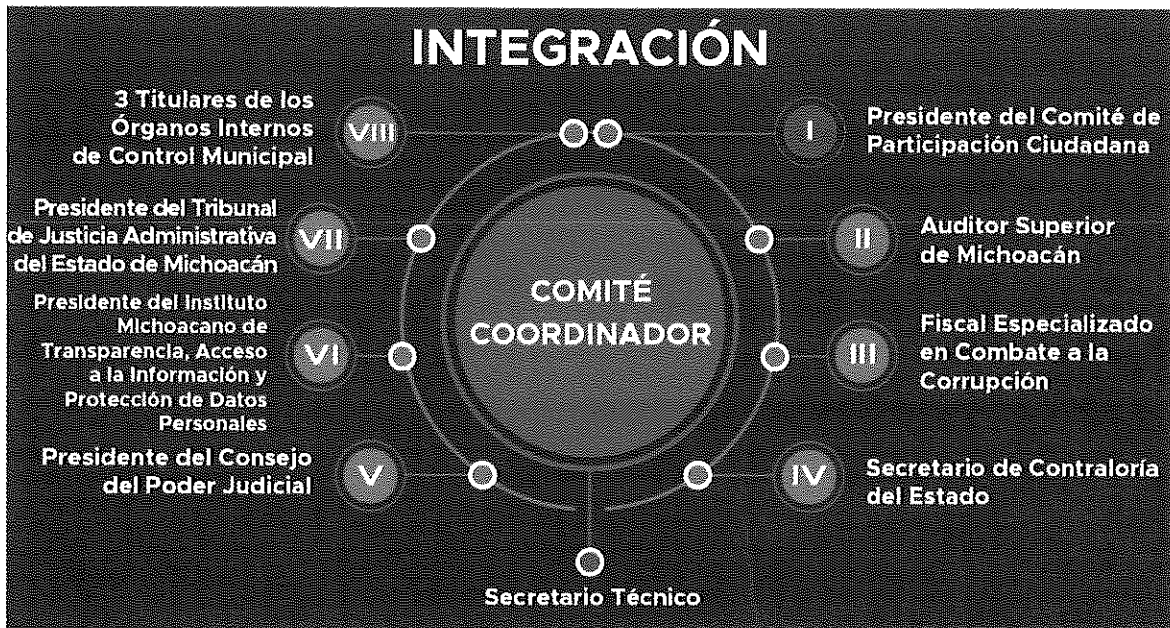 INTEGRACIÓN
I
Presidente del Comité de
Participación Ciudadana
II
Auditor Superior
de Michoacán
III
Fiscal Especializado
en Combate a la
Corrupción
IV
Secretario de Contraloría
del Estado
V
Presidente del Consejo
del Poder Judicial
VI
Presidente del Instituto
Michoacano de
Transparencia, Acceso
a la Información y
Protección de Datos
Personales
VII
Presidente del Tribunal
de Justicia Administrativa
del Estado de Michoacán
VIII
3 Titulares de los
Órganos Internos
de Control Municipal
COMITÉ
COORDINADOR
Secretario Técnico